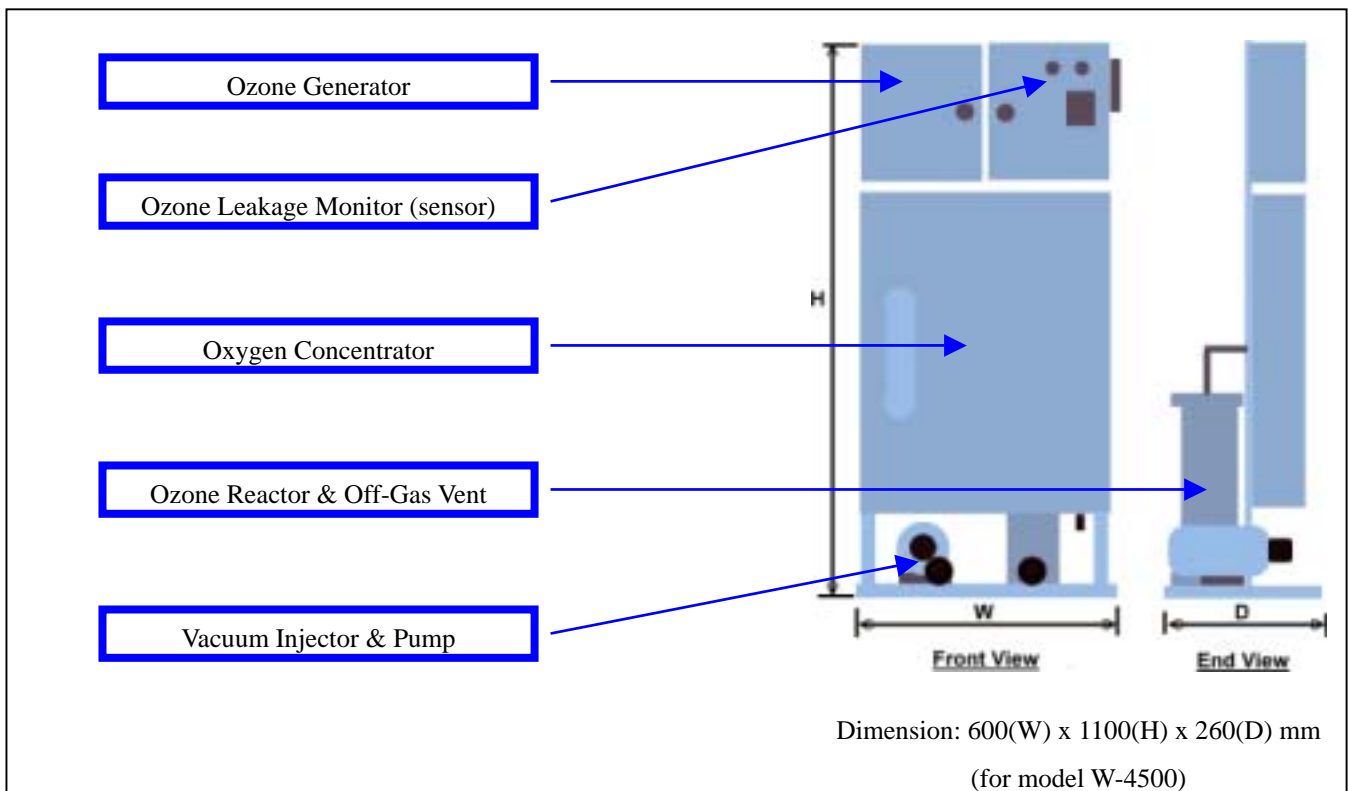 Ozone Generator
Ozone Leakage Monitor (sensor)
Oxygen Concentrator
Ozone Reactor & Off-Gas Vent
Vacuum Injector & Pump
H
W
D
Front View
End View
Dimension: 600(W) x 1100(H) x 260(D) mm
(for model W-4500)